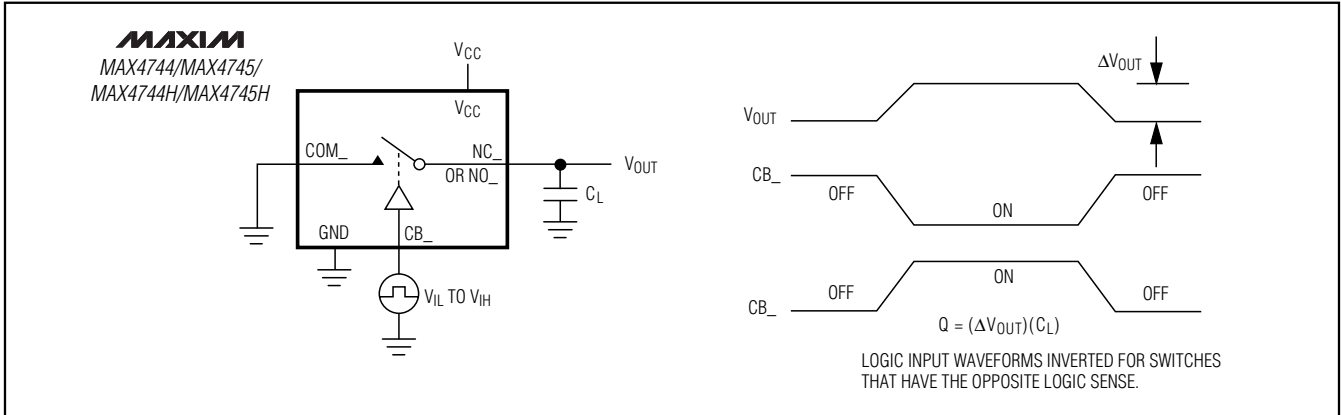 MAXIM
MAX4744/MAX4745/
MAX4744H/MAX4745H
VCC
VCC
COM_
NC_
OR NO_
VOUT
CL
GND
CB_
VIL TO VIH
ΔVOUT
VOUT
CB_
OFF
ON
OFF
CB_
OFF
ON
OFF
Q = (ΔVOUT)(CL)
LOGIC INPUT WAVEFORMS INVERTED FOR SWITCHES
THAT HAVE THE OPPOSITE LOGIC SENSE.